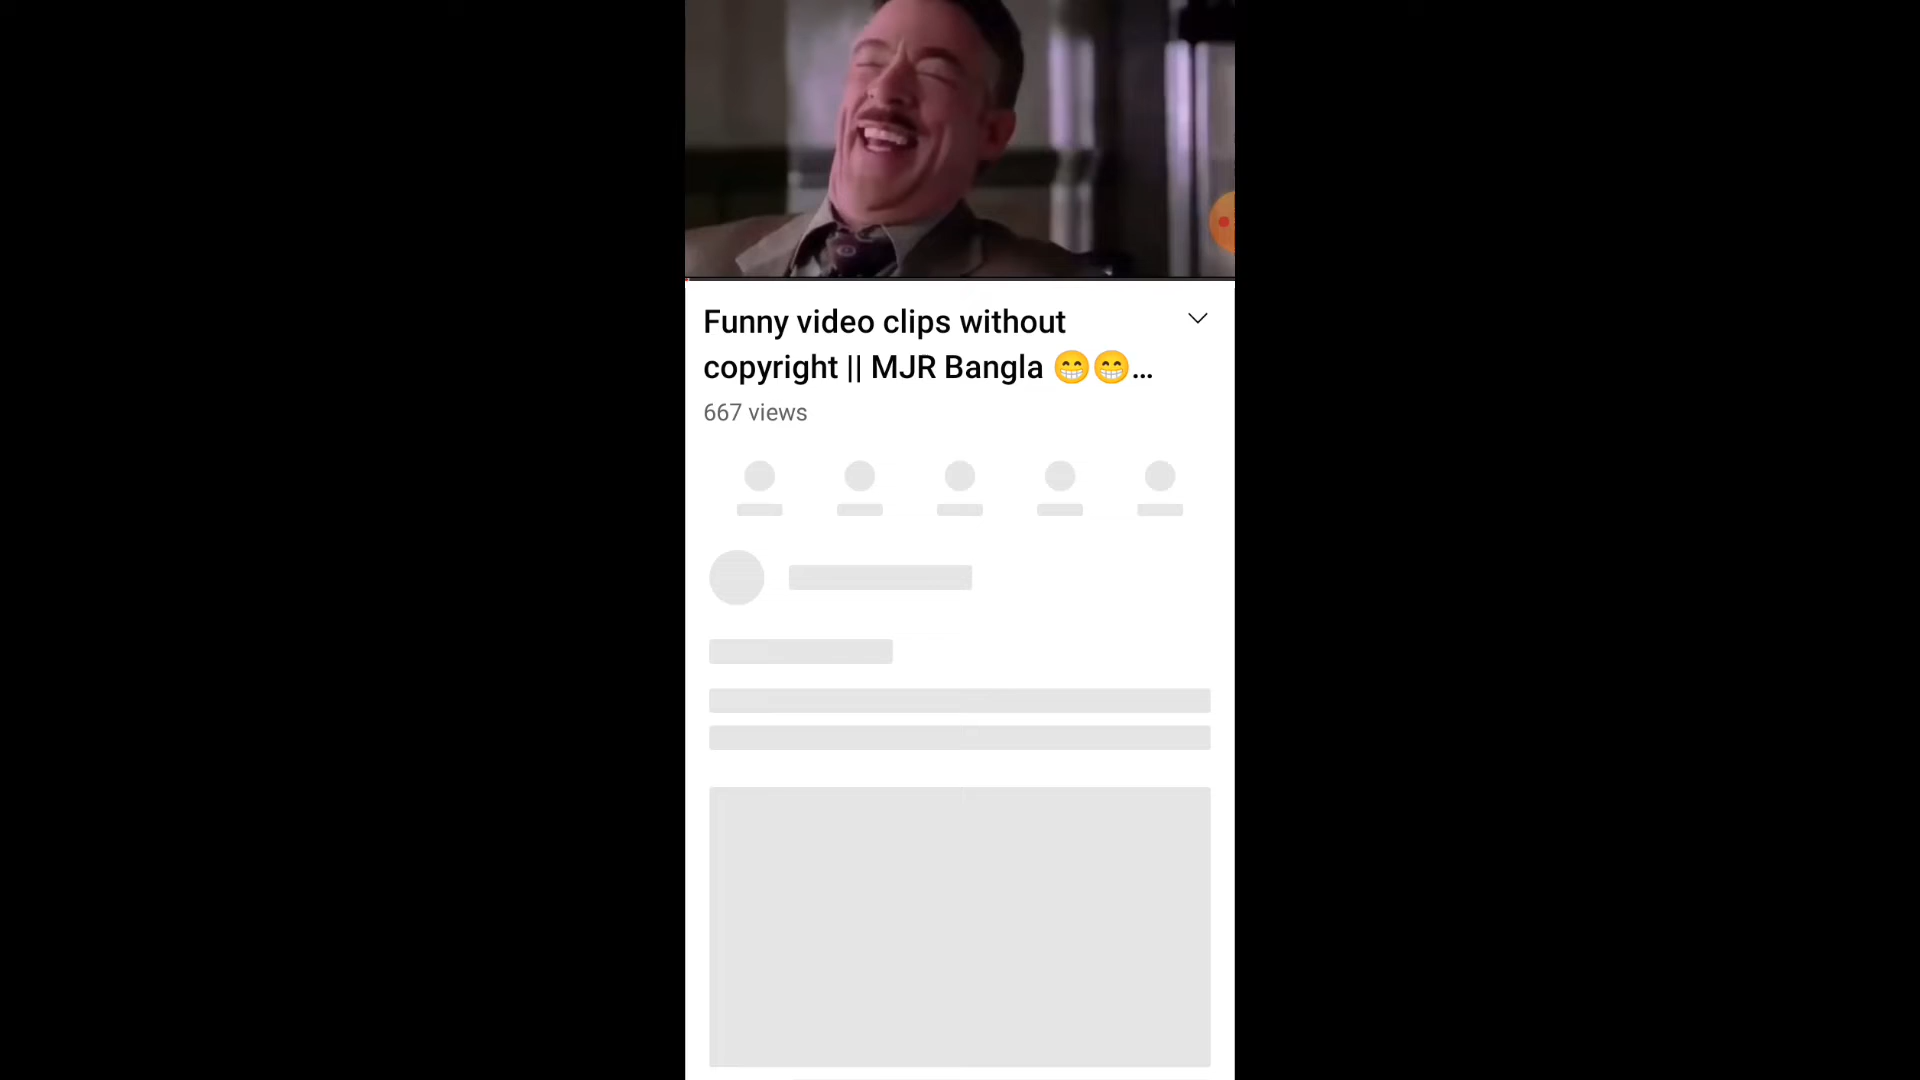 Funny video clips without
copyright || MJR Bangla 😁😁...
667 views